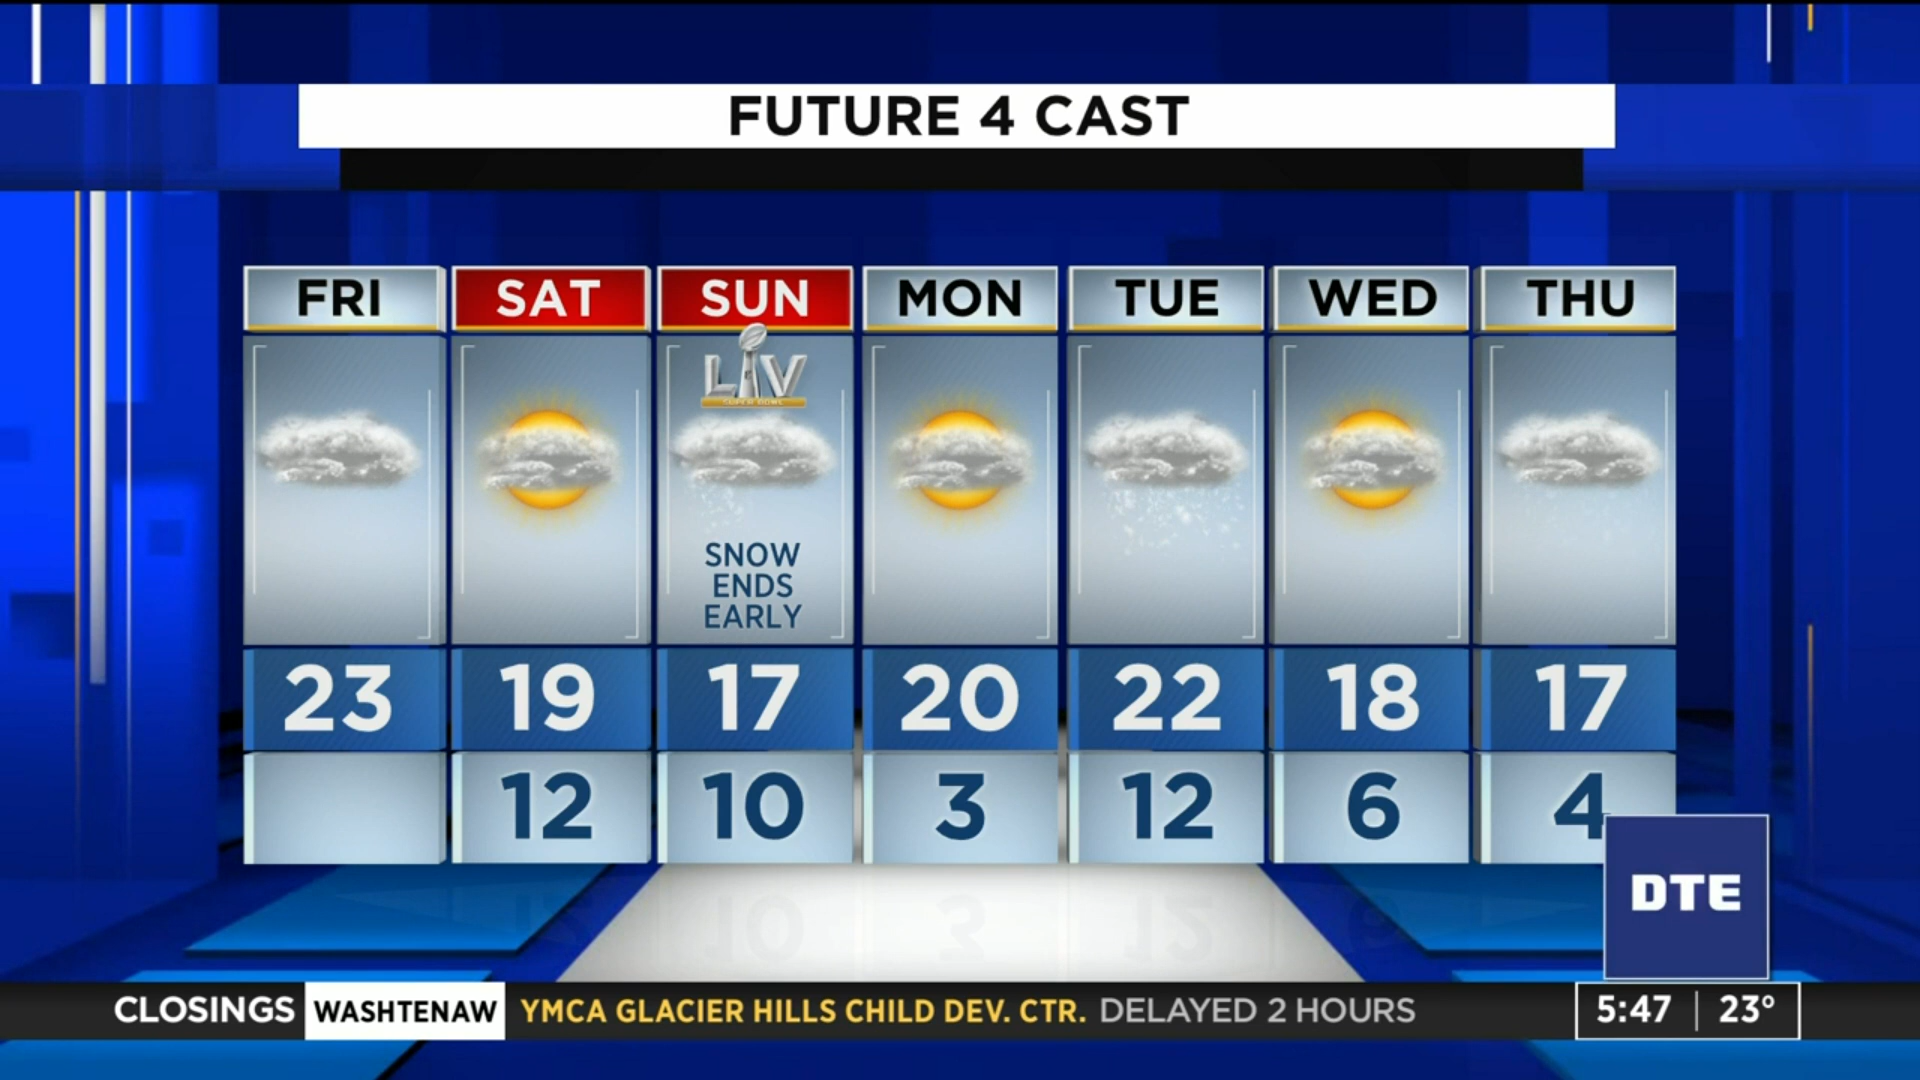 FUTURE 4 CAST
FRI SAT SUN MON TUE WED THU
LIV
SUPER BOWL
SNOW
ENDS
EARLY
23 19 17 20 22 18 17
12 10 3 12 6 4
DTE
CLOSINGS WASHTENAW YMCA GLACIER HILLS CHILD DEV. CTR. DELAYED 2 HOURS 5:47 23°